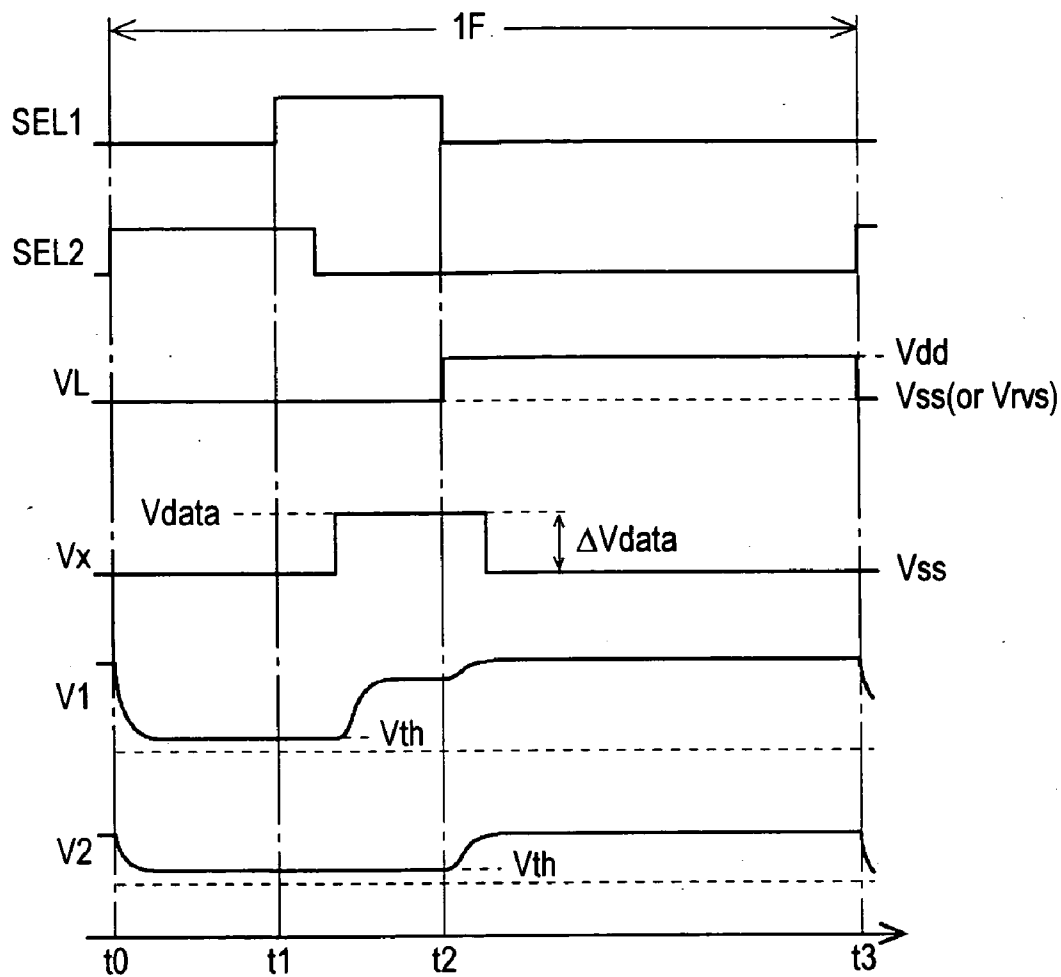 1F
SEL1
SEL2
Vdd
VL
Vss(or Vrvs)
Vdata
ΔVdata
Vx
Vss
V1
Vth
V2
Vth
t0 t1 t2 t3